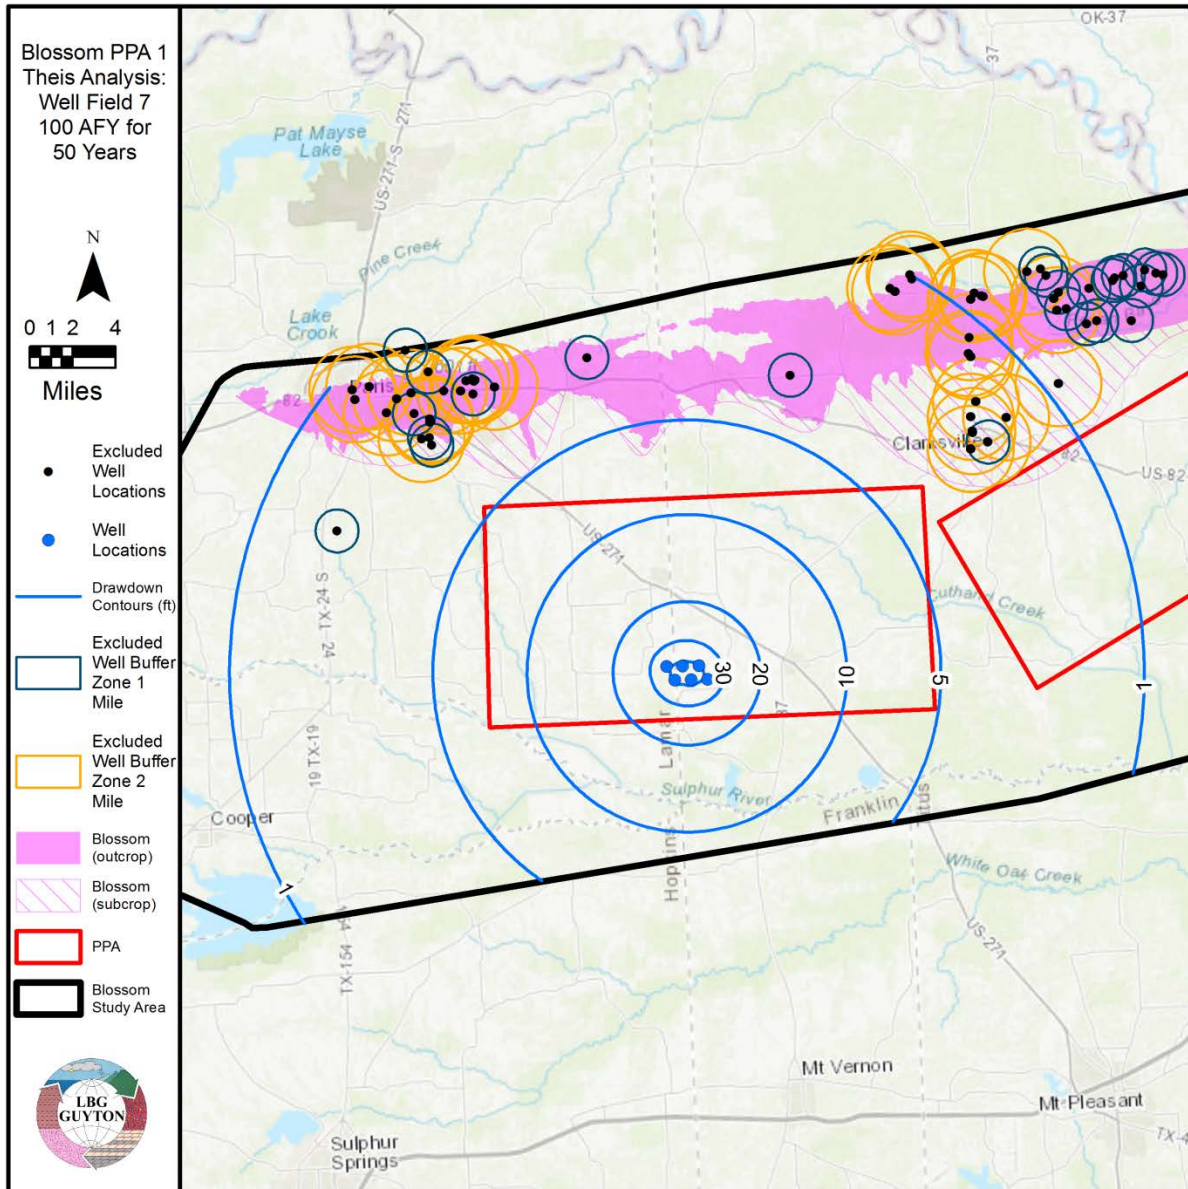 Blossom PPA 1
Theis Analysis:
Well Field 7
100 AFY for
50 Years
N
0 1 2 4
Miles
Excluded
Well
Locations
Well
Locations
Drawdown
Contours (ft)
Excluded
Well Buffer
Zone 1
Mile
Excluded
Well Buffer
Zone 2
Mile
Blossom
(outcrop)
Blossom
(subcrop)
PPA
Blossom
Study Area
LBG
GUYTON
OK-37
37
Pat Mayse
Lake
US-271-S
271
Pine Creek
Lake
Crook
Paris
82
Clarksville
82
US-82
US-271
TX-24 S
24
Cuthand Creek
30
20
10
5
1
37
Lamar
19 TX-19
Sulphur River
Franklin
Titus
Cooper
Hopkins
White Oak Creek
1
154
TX-154
US-271
Mt Vernon
Mt Pleasant
Sulphur
Springs